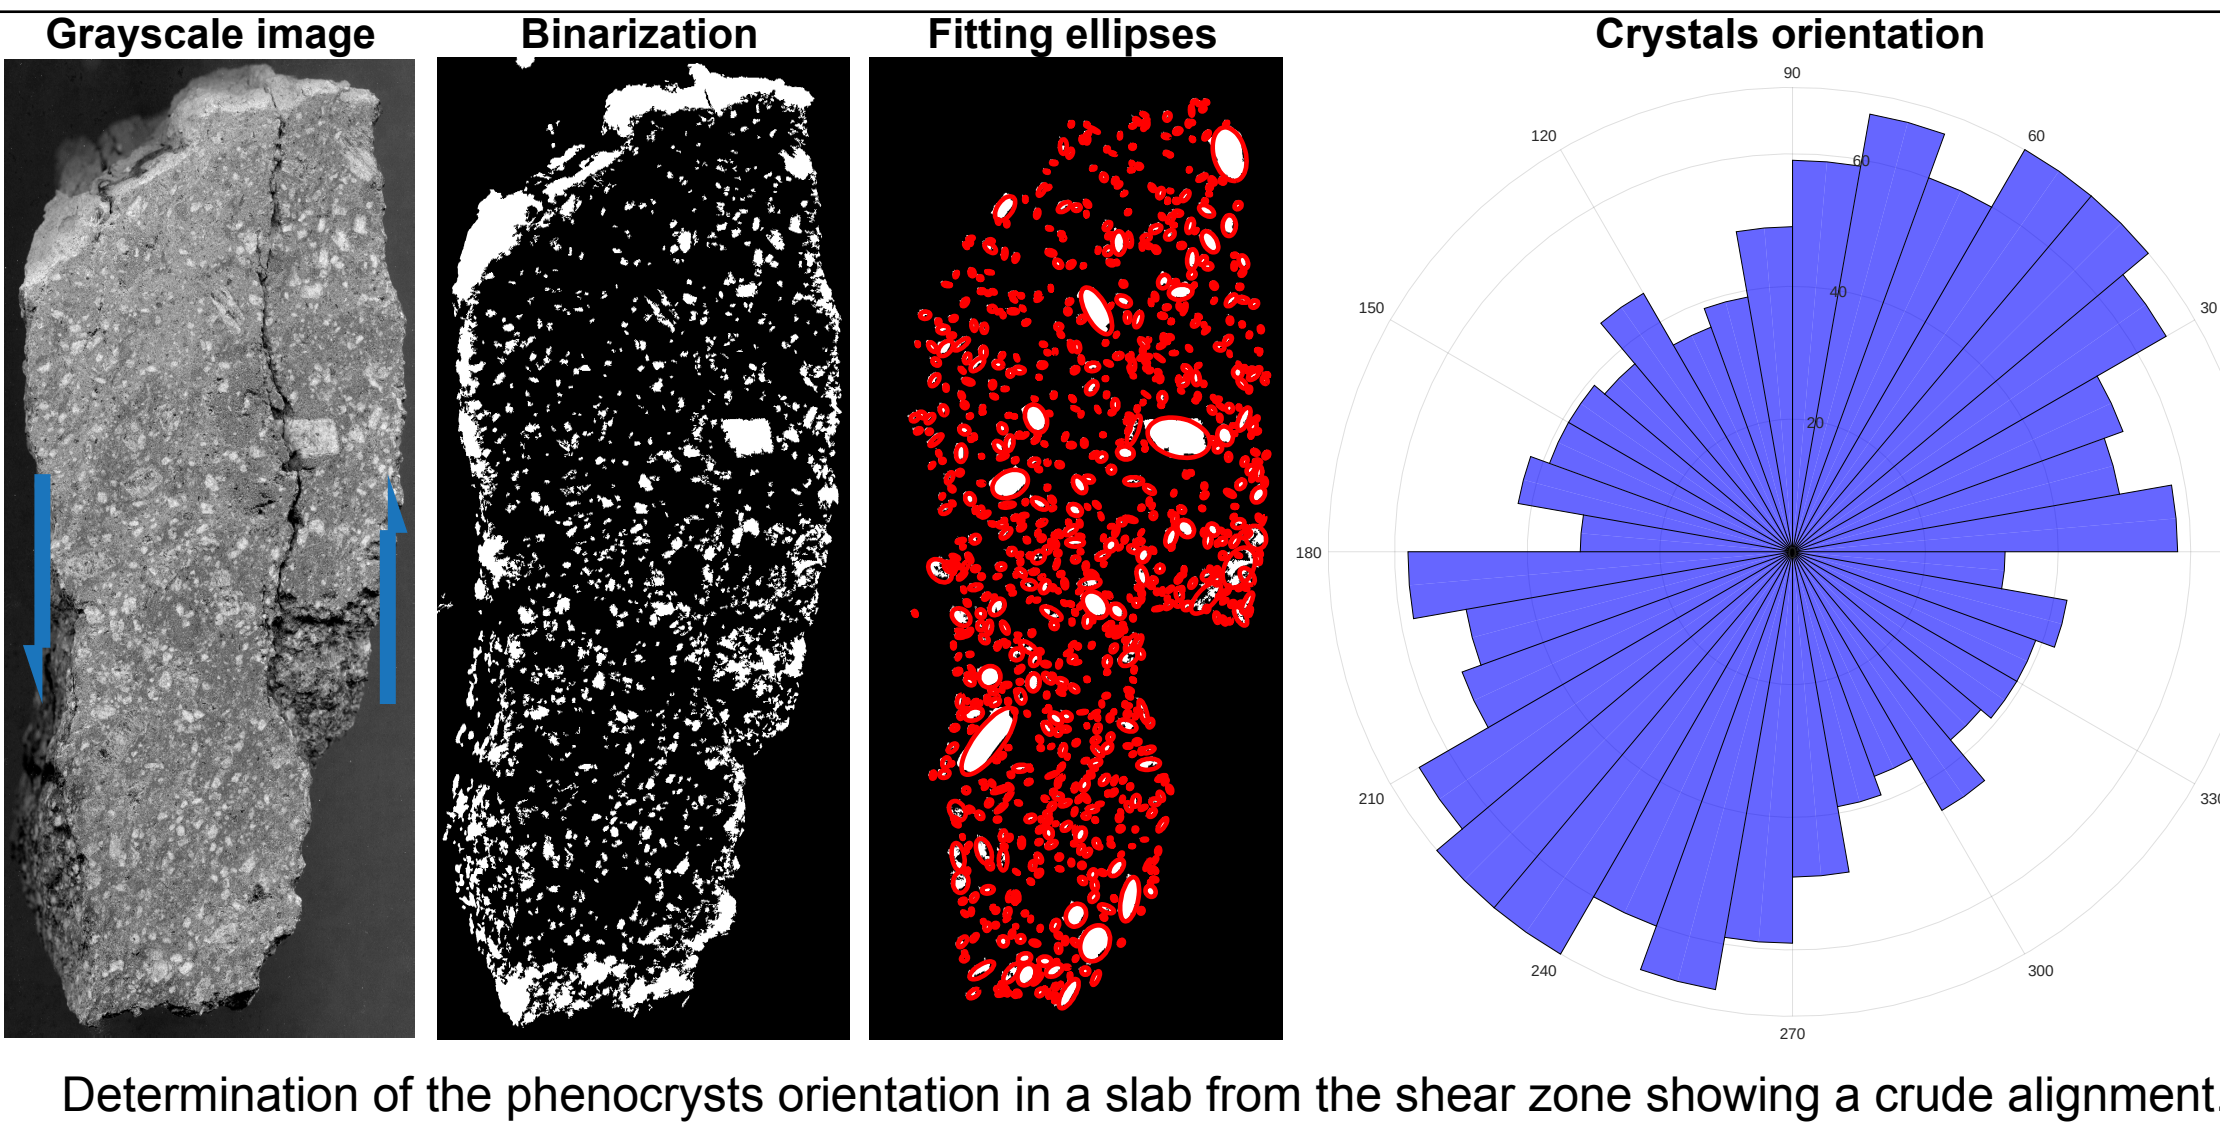 Grayscale image
Binarization
Fitting ellipses
Crystals orientation
90
120
60
60
150
40
30
20
180
210
330
240
300
270
Determination of the phenocrysts orientation in a slab from the shear zone showing a crude alignment.